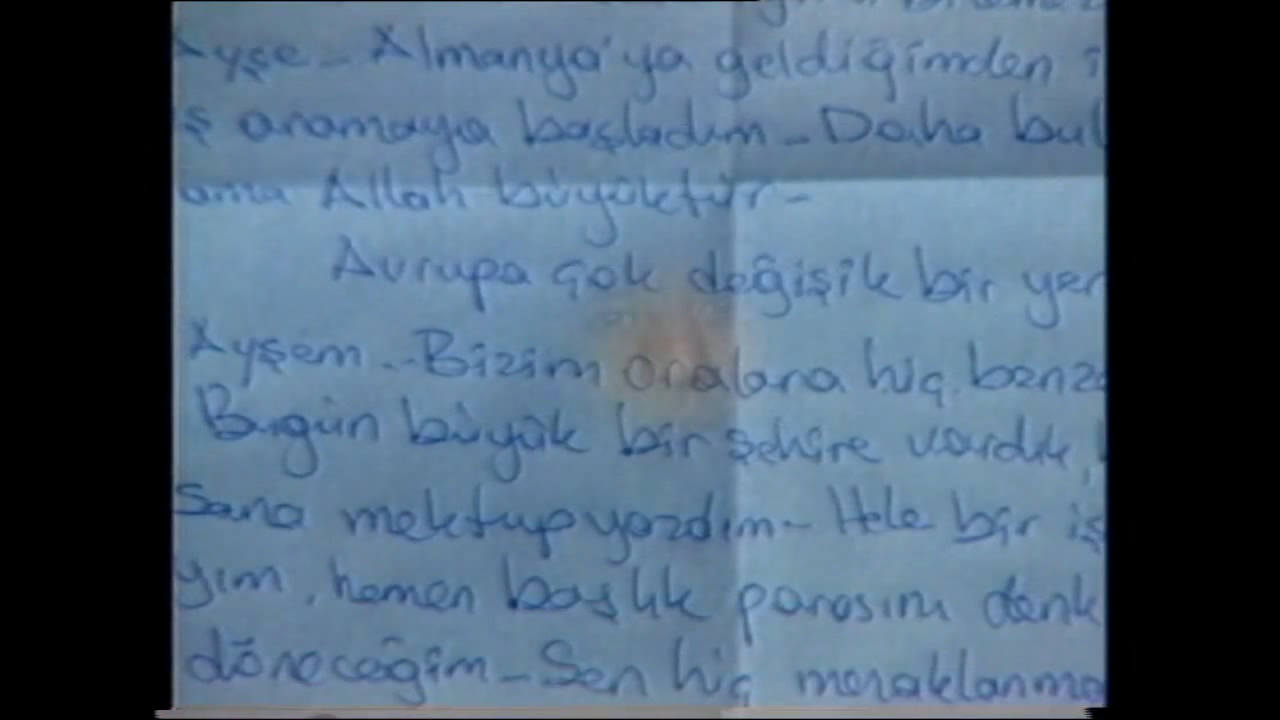 Ayşe - Almanya'ya geldiğimden i
ş aramaya başladım - Daha bul
ama Allah büyüktür -
Avrupa çok değişik bir yer
Ayşem.. Bizim oralara hiç benze
Bugün büyük bir şehire vardık,
Sana mektup yazdım - Hele bir iş
yım, hemen başlık parasını denk
döneceğim - Sen hiç meraklanma